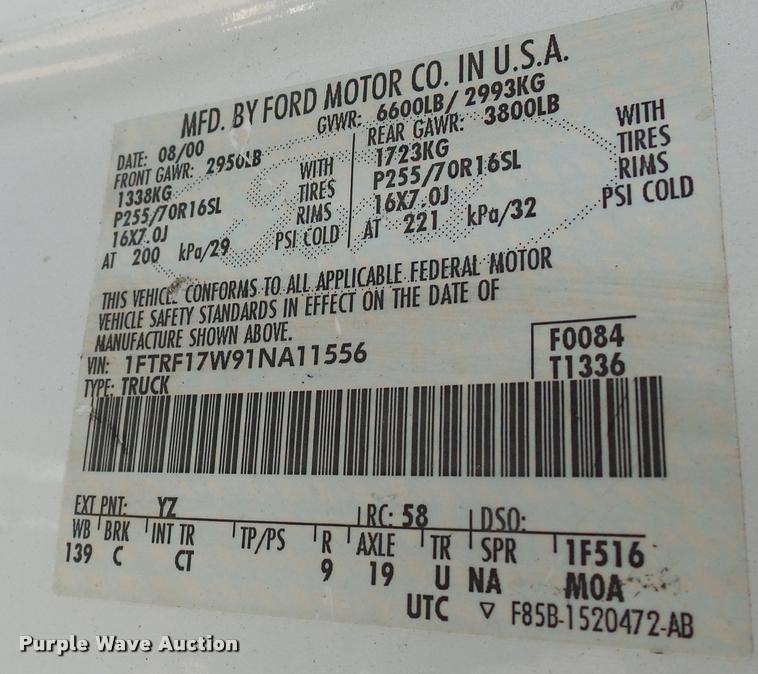 MFD. BY FORD MOTOR CO. IN U.S.A.
DATE: 08/00 GVWR: 6600LB/ 2993KG
FRONT GAWR: 2950LB REAR GAWR: 3800LB
1338KG WITH 1723KG WITH
P255/70R16SL TIRES P255/70R16SL TIRES
16X7.0J RIMS 16X7.0J RIMS
AT 200 kPa/29 PSI COLD AT 221 kPa/32 PSI COLD
THIS VEHICLE CONFORMS TO ALL APPLICABLE FEDERAL MOTOR
VEHICLE SAFETY STANDARDS IN EFFECT ON THE DATE OF
MANUFACTURE SHOWN ABOVE.
VIN: 1FTRF17W91NA11556 F0084
TYPE: TRUCK T1336
EXT PNT: YZ RC: 58 DSO:
WB BRK INT TR TP/PS R AXLE TR SPR 1F516
139 C CT 9 19 U NA M0A
UTC ▽ F85B-1520472-AB
Purple Wave Auction